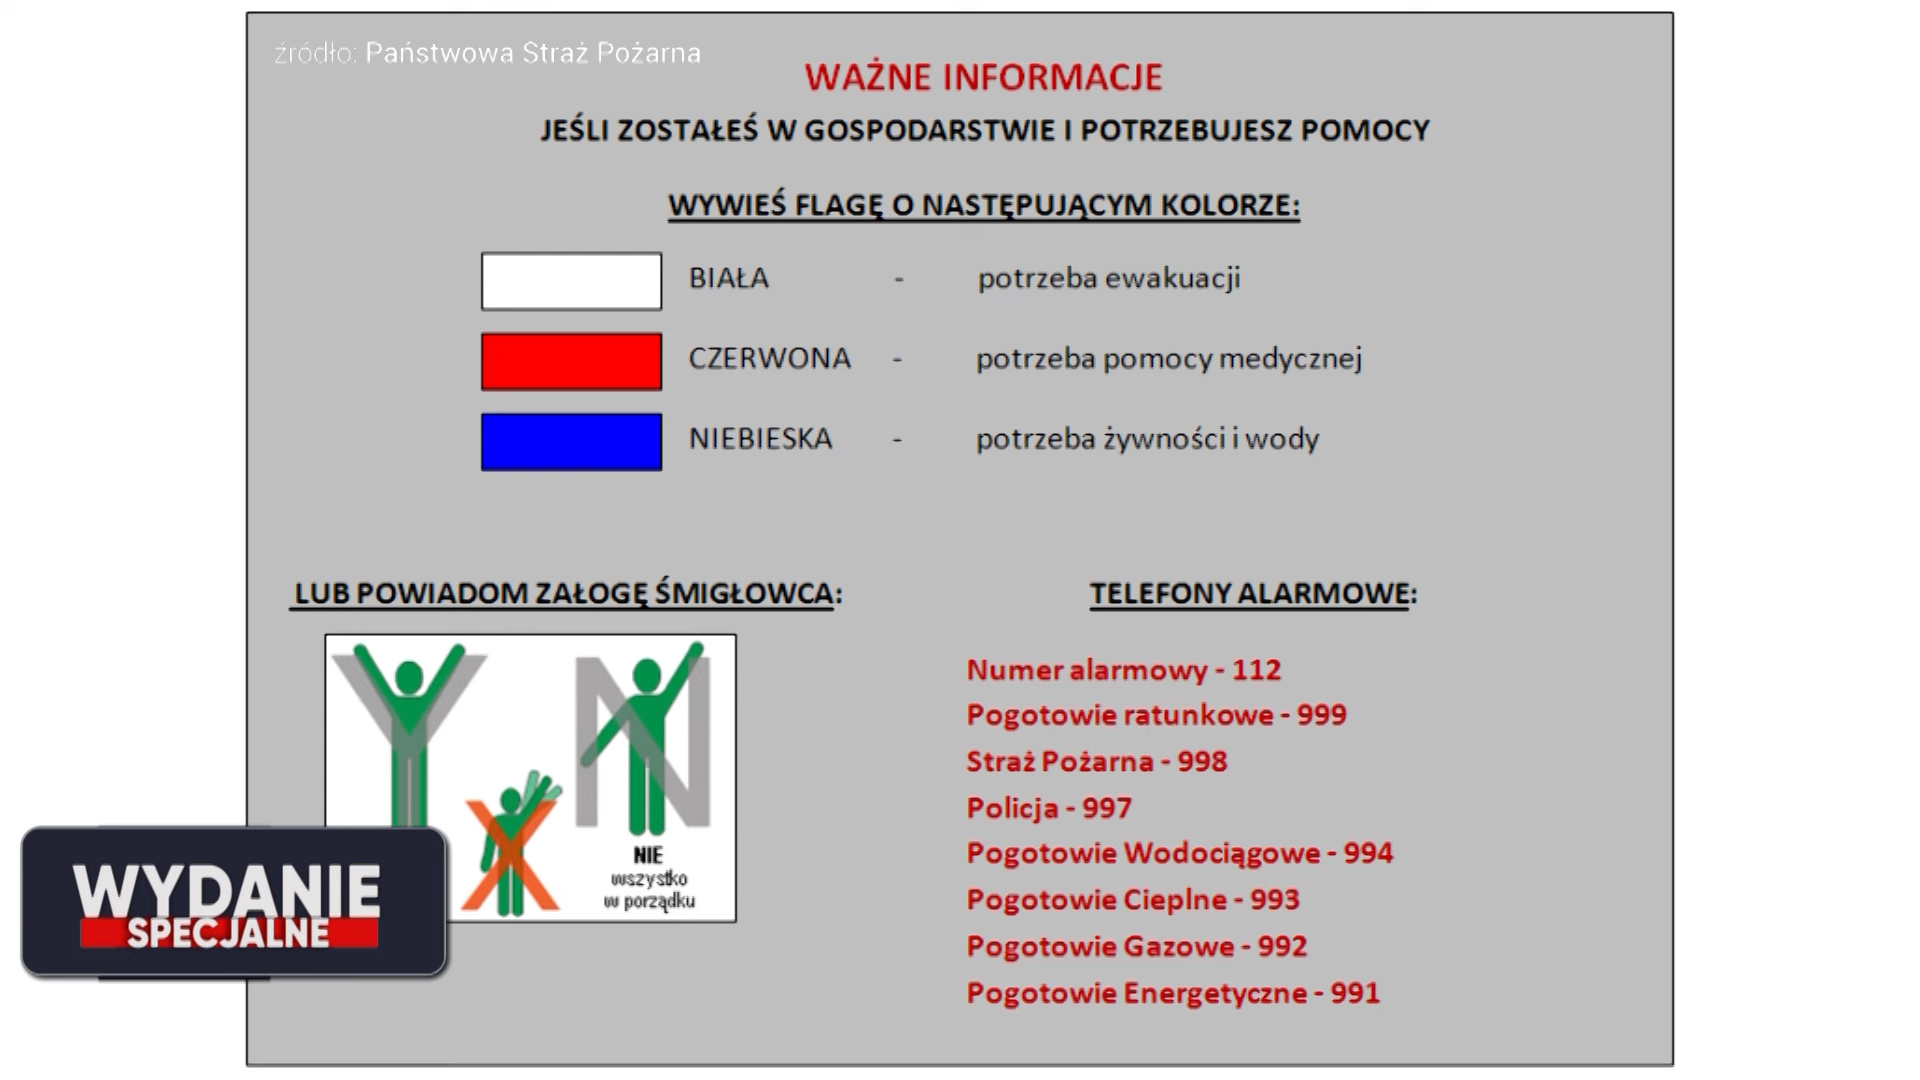 źródło: Państwowa Straż Pożarna
WAŻNE INFORMACJE
JEŚLI ZOSTAŁEŚ W GOSPODARSTWIE I POTRZEBUJESZ POMOCY
WYWIEŚ FLAGĘ O NASTĘPUJĄCYM KOLORZE:
BIAŁA - potrzeba ewakuacji
CZERWONA - potrzeba pomocy medycznej
NIEBIESKA - potrzeba żywności i wody
LUB POWIADOM ZAŁOGĘ ŚMIGŁOWCA:
Y
N
X
NIE
wszystko
w porządku
TELEFONY ALARMOWE:
Numer alarmowy - 112
Pogotowie ratunkowe - 999
Straż Pożarna - 998
Policja - 997
Pogotowie Wodociągowe - 994
Pogotowie Cieplne - 993
Pogotowie Gazowe - 992
Pogotowie Energetyczne - 991
WYDANIE
SPECJALNE